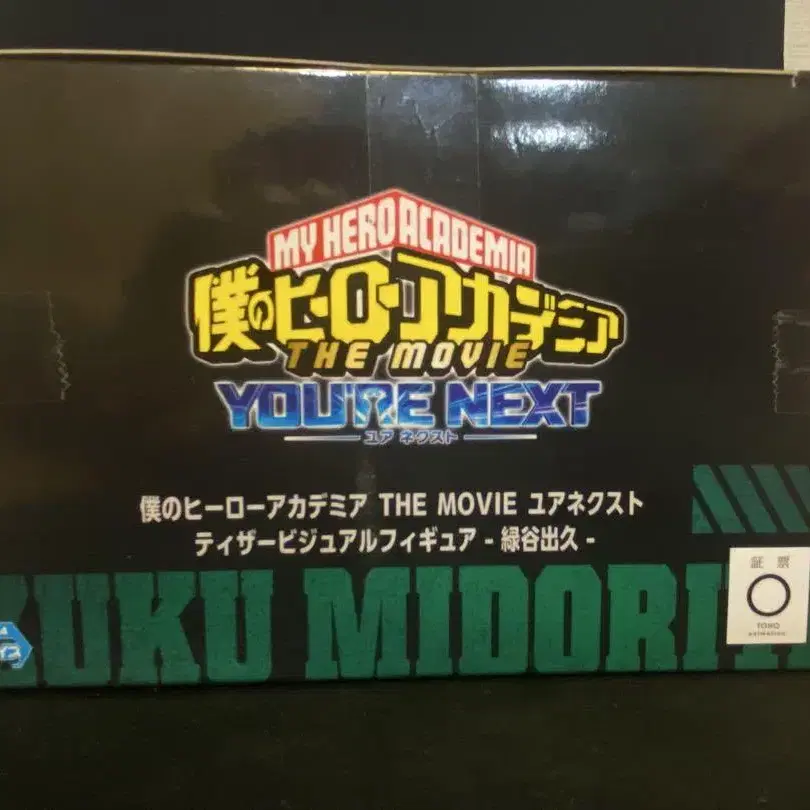 MY HERO ACADEMIA
僕のヒーローアカデミア
THE MOVIE
YOU'RE NEXT
ユア ネクスト
僕のヒーローアカデミア THE MOVIE ユアネクスト
ティザービジュアルフィギュア - 緑谷出久 -
ZUKU MIDORIY
証票
TOHO
ANIMATION